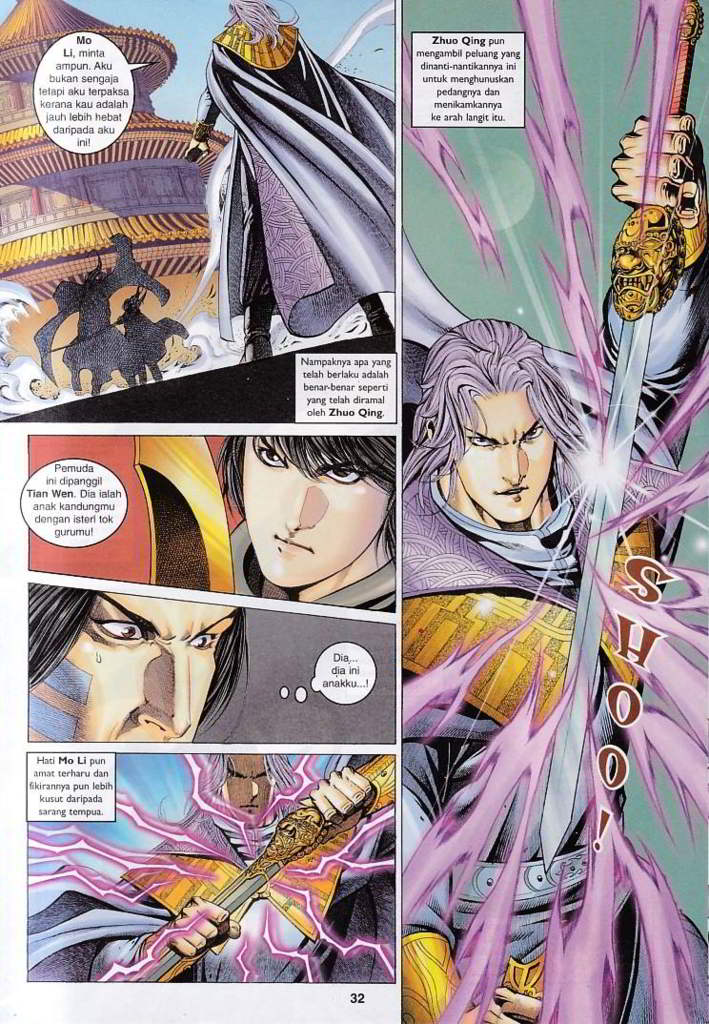 Mo
Li, minta
ampun. Aku
bukan sengaja
tetapi aku terpaksa
kerana kau adalah
jauh lebih hebat
daripada aku
ini!
Nampaknya apa yang
telah berlaku adalah
benar-benar seperti
yang telah diramal
oleh Zhuo Qing.
Pemuda
ini dipanggil
Tian Wen. Dia ialah
anak kandungmu
dengan isteri tok
gurumu!
Dia...
dia ini
anakku...!
Hati Mo Li pun
amat terharu dan
fikirannya pun lebih
kusut daripada
sarang tempua.
Zhuo Qing pun
mengambil peluang yang
dinanti-nantikannya ini
untuk menghunuskan
pedangnya dan
menikamkannya
ke arah langit itu.
SHOO!
32